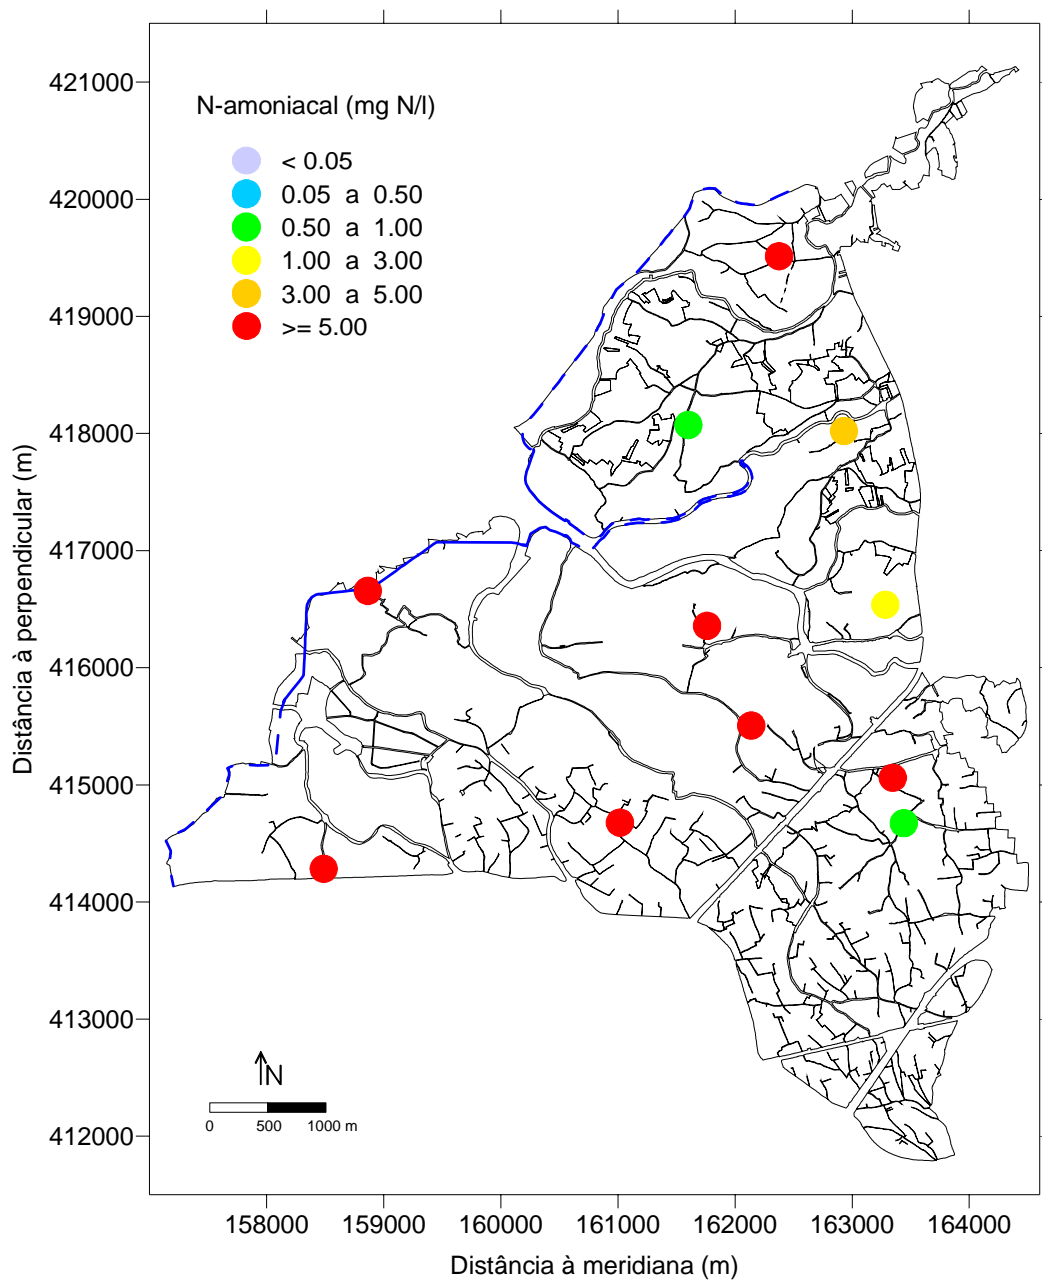 N-amoniacal (mg N/l)
< 0.05
0.05 a 0.50
0.50 a 1.00
1.00 a 3.00
3.00 a 5.00
>= 5.00
421000
420000
419000
418000
417000
416000
415000
414000
413000
412000
Distância à perpendicular (m)
N
0 500 1000 m
158000 159000 160000 161000 162000 163000 164000
Distância à meridiana (m)